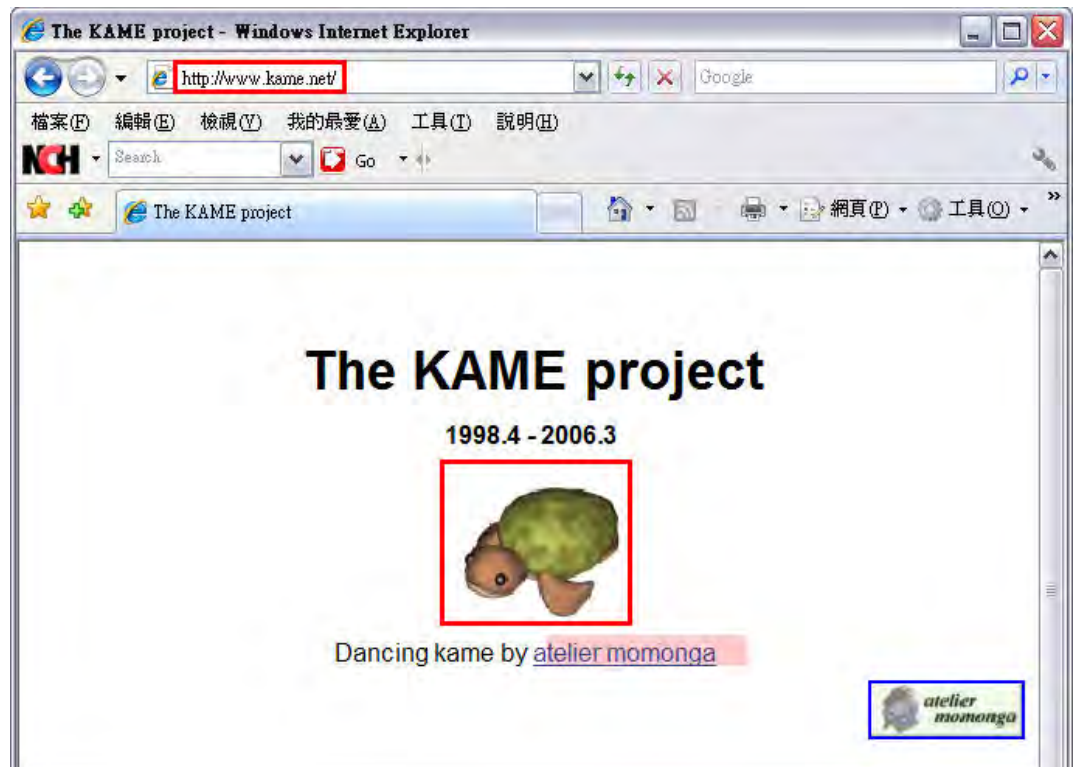 The KAME project - Windows Internet Explorer
http://www.kame.net/ Google
檔案(F) 編輯(E) 檢視(V) 我的最愛(A) 工具(T) 說明(H)
NCH Search Go
The KAME project 網頁(P) 工具(O) »
The KAME project
1998.4 - 2006.3
Dancing kame by atelier momonga
atelier
momonga